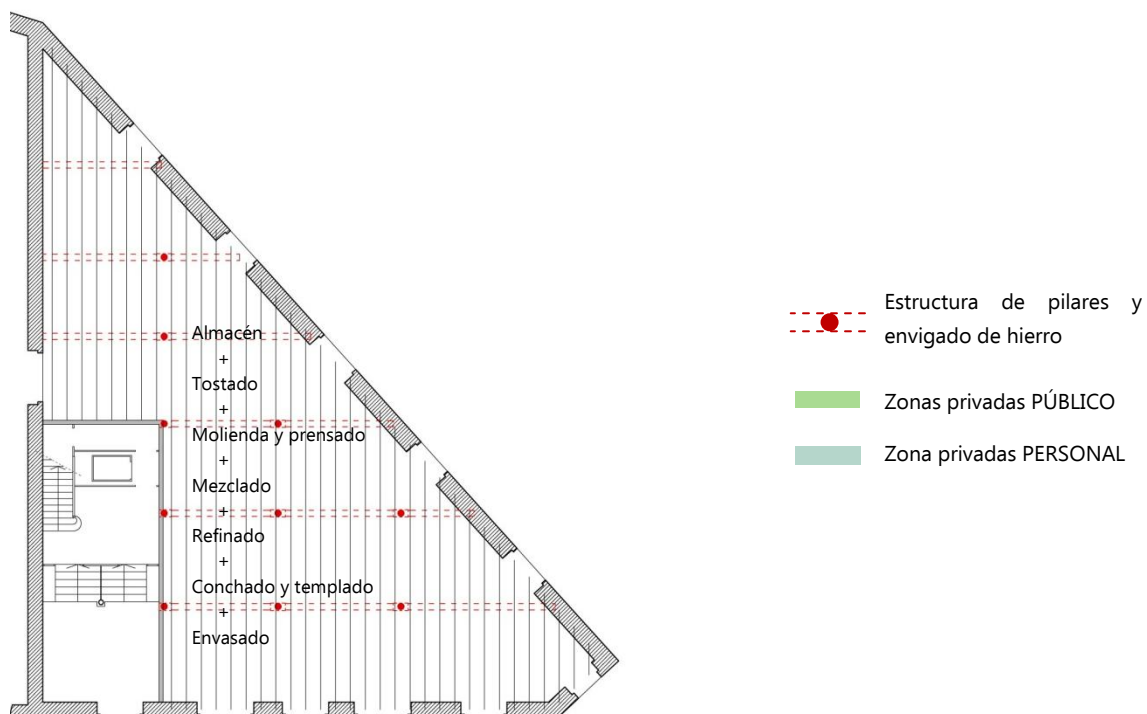 Almacén
+
Tostado
+
Molienda y prensado
+
Mezclado
+
Refinado
+
Conchado y templado
+
Envasado
Estructura de pilares y
envigado de hierro
Zonas privadas PÚBLICO
Zona privadas PERSONAL